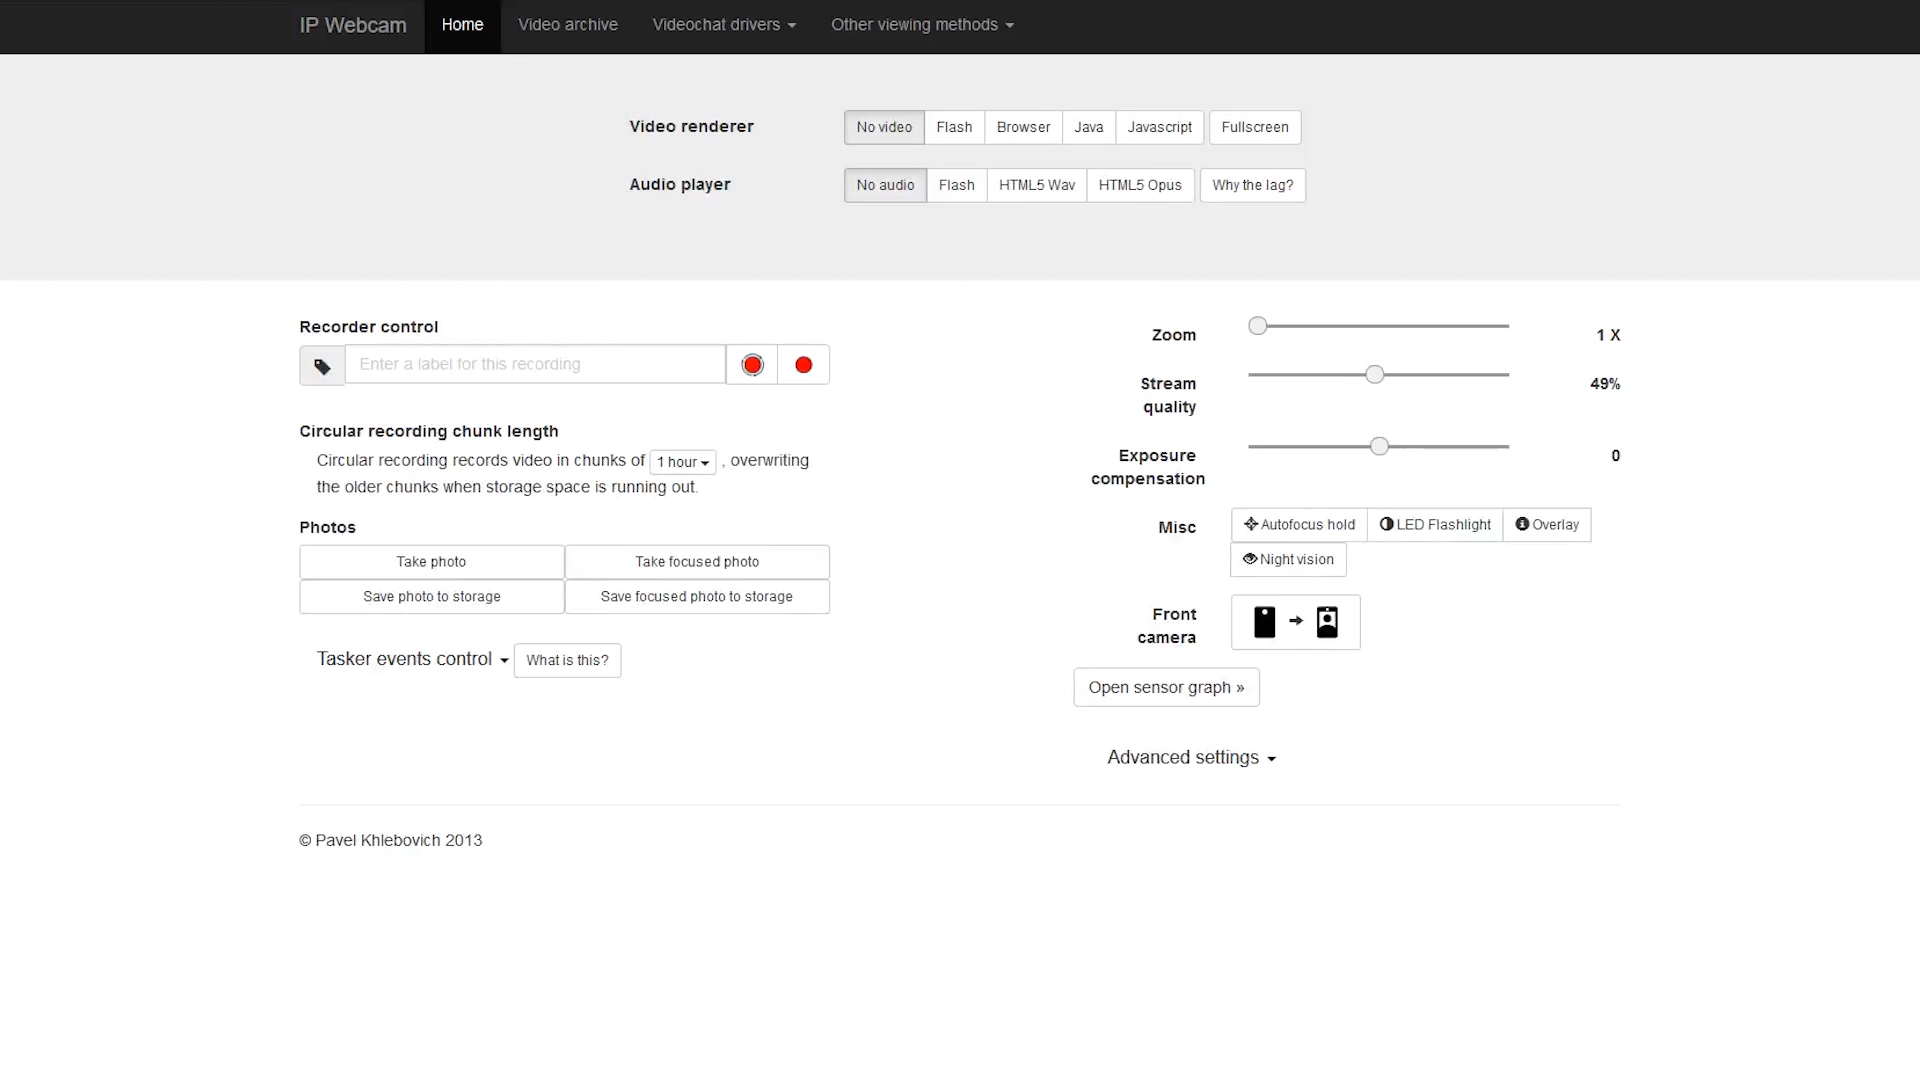 IP Webcam Home Video archive Videochat drivers Other viewing methods
Video renderer No video Flash Browser Java Javascript Fullscreen
Audio player No audio Flash HTML5 Wav HTML5 Opus Why the lag?
Recorder control
Enter a label for this recording
Circular recording chunk length
Circular recording records video in chunks of 1 hour , overwriting
the older chunks when storage space is running out.
Photos
Take photo Take focused photo
Save photo to storage Save focused photo to storage
Tasker events control What is this?
Zoom 1 X
Stream 49%
quality
Exposure 0
compensation
Misc Autofocus hold LED Flashlight Overlay
Night vision
Front
camera
Open sensor graph »
Advanced settings
© Pavel Khlebovich 2013